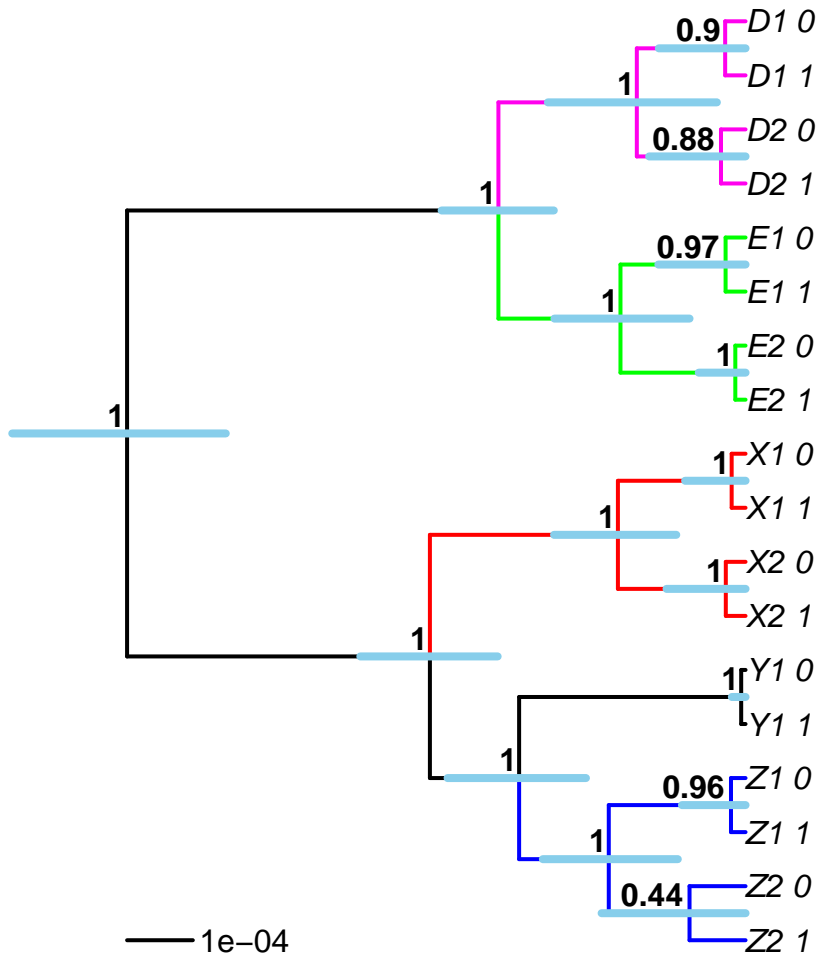 D1 0
0.9
D1 1
1
D2 0
0.88
D2 1
1
E1 0
0.97
E1 1
1
E2 0
1
E2 1
1
X1 0
1
X1 1
1
X2 0
1
X2 1
1
Y1 0
1
Y1 1
1
Z1 0
0.96
Z1 1
1
Z2 0
0.44
Z2 1
1e−04